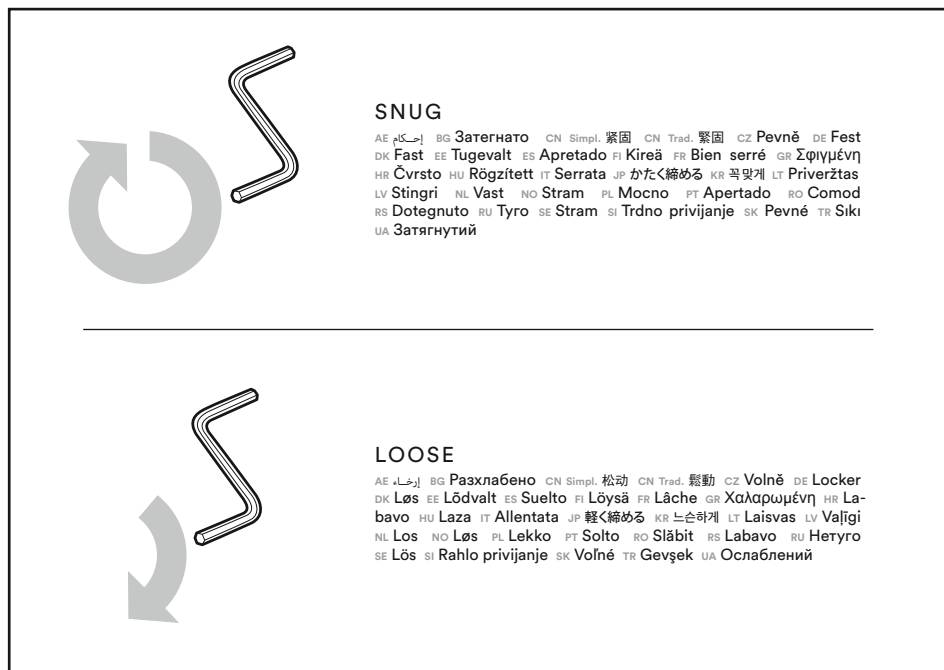 SNUG
AE إحكام BG Затегнато CN Simpl. 紧固 CN Trad. 緊固 CZ Pevně DE Fest
DK Fast EE Tugevalt ES Apretado FI Kireä FR Bien serré GR Σφιγμένη
HR Čvrsto HU Rögzített IT Serrata JP かたく締める KR 꼭 맞게 LT Priveržtas
LV Stingri NL Vast NO Stram PL Mocno PT Apertado RO Comod
RS Dotegnuto RU Туго SE Stram SI Trdno privijanje SK Pevné TR Sıkı
UA Затягнутий
LOOSE
AE إرخاء BG Разхлабено CN Simpl. 松动 CN Trad. 鬆動 CZ Volně DE Locker
DK Løs EE Lõdvalt ES Suelto FI Löysä FR Lâche GR Χαλαρωμένη HR La-
bavo HU Laza IT Allentata JP 軽く締める KR 느슨하게 LT Laisvas LV Vaļīgi
NL Los NO Løs PL Lekko PT Solto RO Slăbit RS Labavo RU Нетуго
SE Lös SI Rahlo privijanje SK Voľné TR Gevşek UA Ослаблений